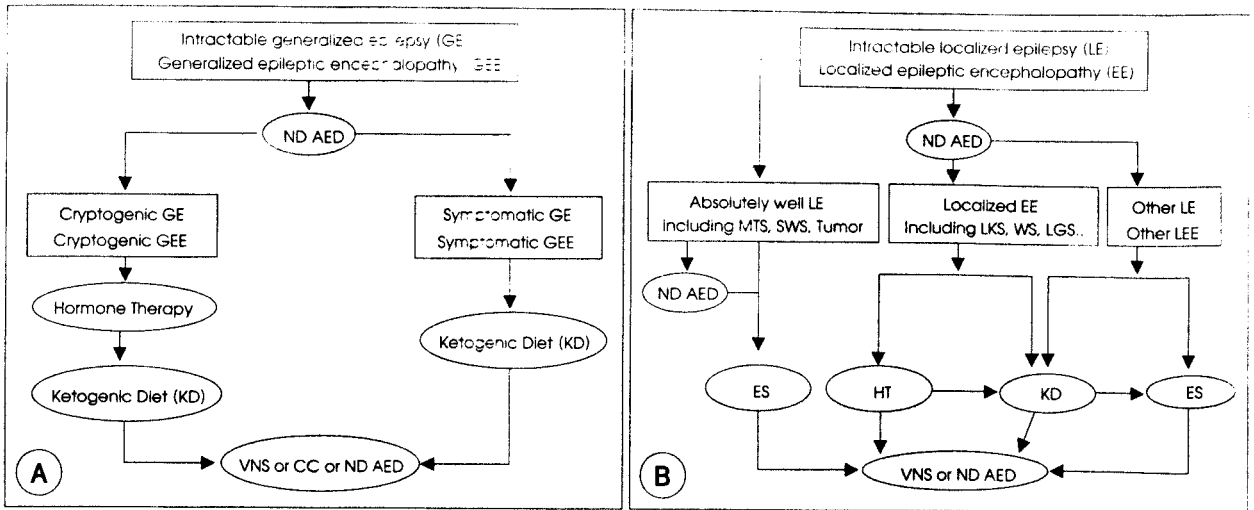 Intractable generalized epilepsy (GE
Generalized epileptic encephalopathy GEE
ND AED
Cryptogenic GE
Cryptogenic GEE
Symptomatic GE
Symptomatic GEE
Hormone Therapy
Ketogenic Diet (KD)
Ketogenic Diet (KD)
VNS or CC or ND AED
A
Intractable localized epilepsy (LE)
Localized epileptic encephalopathy (EE)
ND AED
Absolutely well LE
including MTS, SWS, Tumor
Localized EE
Including LKS, WS, LGS..
Other LE
Other LEE
ND AED
ES
HT
KD
ES
VNS or ND AED
B